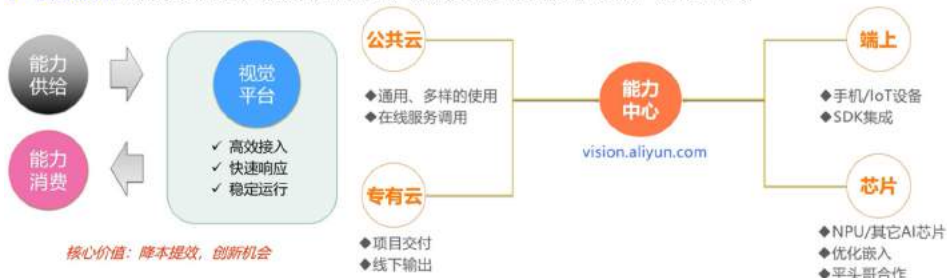 能力
供给
能力
消费
视觉
平台
✓ 高效接入
✓ 快速响应
✓ 稳定运行
核心价值：降本提效，创新机会
公共云
◆通用、多样的使用
◆在线服务调用
专有云
◆项目交付
◆线下输出
能力
中心
vision.aliyun.com
端上
◆手机/IoT设备
◆SDK集成
芯片
◆NPU/其它AI芯片
◆优化嵌入
◆平头哥合作